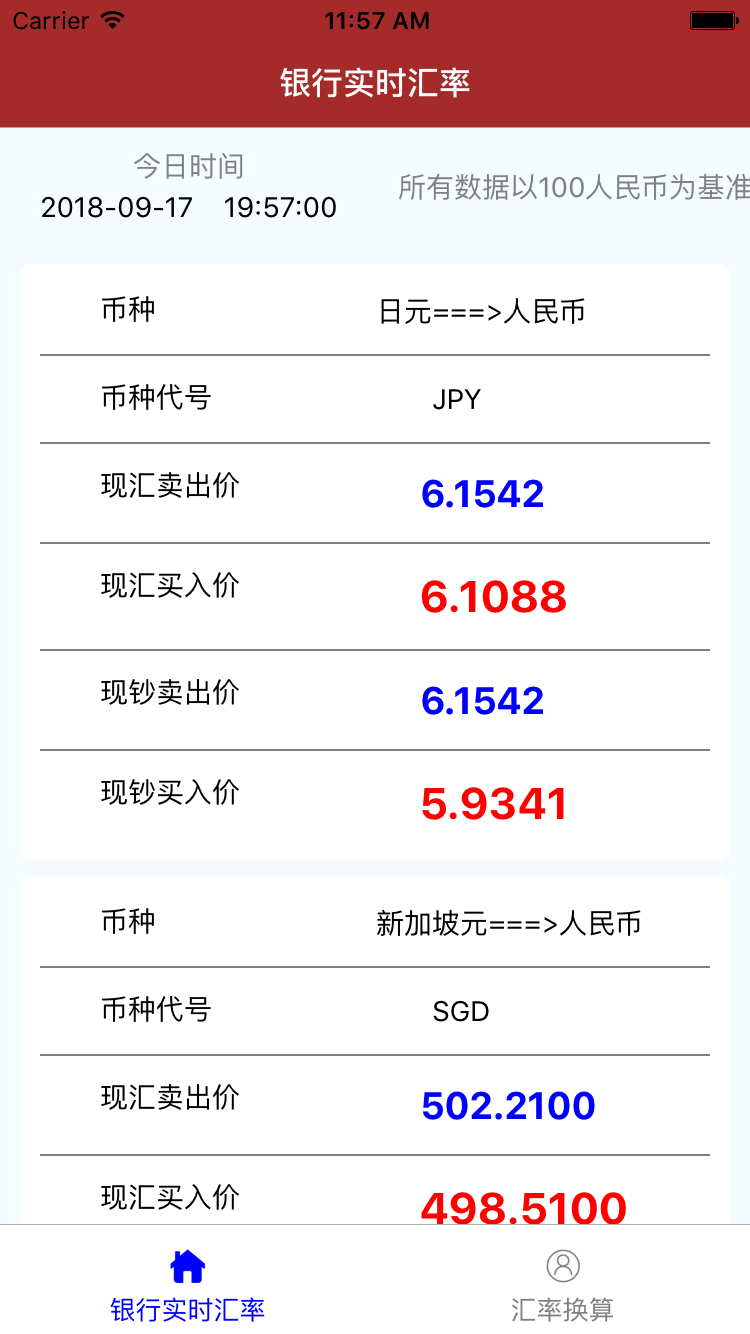 Carrier 11:57 AM
银行实时汇率
今日时间
2018-09-17 19:57:00
所有数据以100人民币为基准
币种 日元===>人民币
币种代号 JPY
现汇卖出价 6.1542
现汇买入价 6.1088
现钞卖出价 6.1542
现钞买入价 5.9341
币种 新加坡元===>人民币
币种代号 SGD
现汇卖出价 502.2100
现汇买入价 498.5100
银行实时汇率 汇率换算